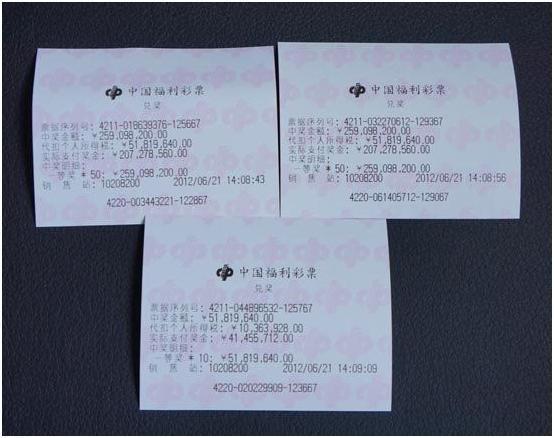 中国福利彩票
兑奖
票据序列号: 4211-018639376-125667
中奖金额: ￥259,098,200.00
代扣个人所得税: ￥51,819,640.00
实际支付奖金: ￥207,278,560.00
中奖明细:
一等奖 * 50: ￥259,098,200.00
销 售 站: 10208200 2012/06/21 14:08:43
4220-003443221-122867
中国福利彩票
兑奖
票据序列号: 4211-032270612-129367
中奖金额: ￥259,098,200.00
代扣个人所得税: ￥51,819,640.00
实际支付奖金: ￥207,278,560.00
中奖明细:
一等奖 * 50: ￥259,098,200.00
销 售 站: 10208200 2012/06/21 14:08:56
4220-061405712-129067
中国福利彩票
兑奖
票据序列号: 4211-044896532-125767
中奖金额: ￥51,819,640.00
代扣个人所得税: ￥10,363,928.00
实际支付奖金: ￥41,455,712.00
中奖明细:
一等奖 * 10: ￥51,819,640.00
销 售 站: 10208200 2012/06/21 14:09:09
4220-020229909-123667